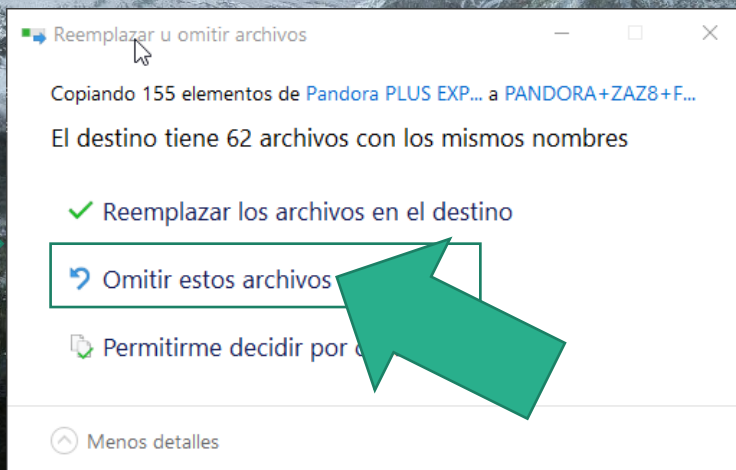 Reemplazar u omitir archivos
Copiando 155 elementos de Pandora PLUS EXP... a PANDORA+ZAZ8+F...
El destino tiene 62 archivos con los mismos nombres
Reemplazar los archivos en el destino
Omitir estos archivos
Permitirme decidir por
Menos detalles